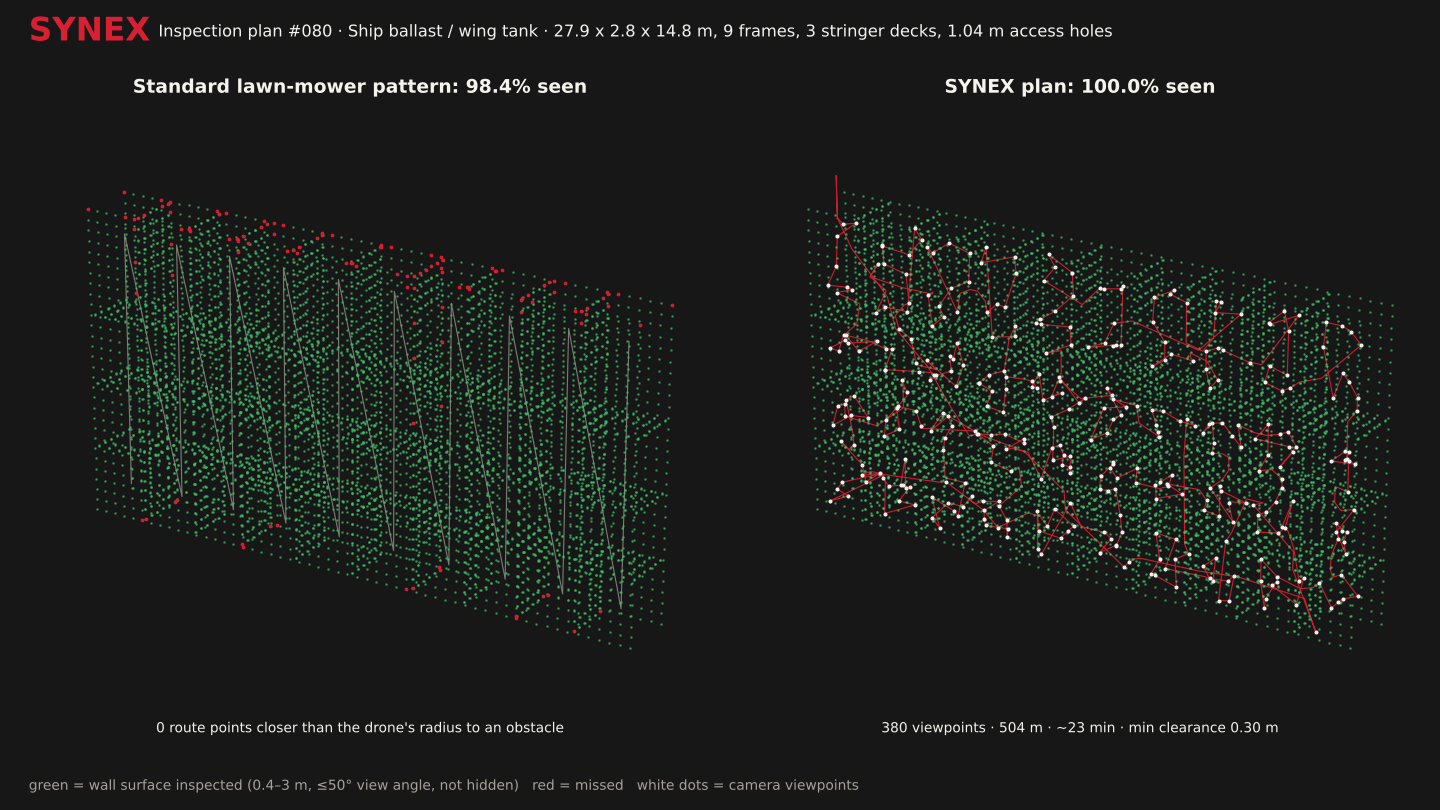 SYNEX Inspection plan #080 · Ship ballast / wing tank · 27.9 x 2.8 x 14.8 m, 9 frames, 3 stringer decks, 1.04 m access holes
Standard lawn-mower pattern: 98.4% seen
SYNEX plan: 100.0% seen
0 route points closer than the drone's radius to an obstacle
380 viewpoints · 504 m · ~23 min · min clearance 0.30 m
green = wall surface inspected (0.4–3 m, ≤50° view angle, not hidden)   red = missed   white dots = camera viewpoints